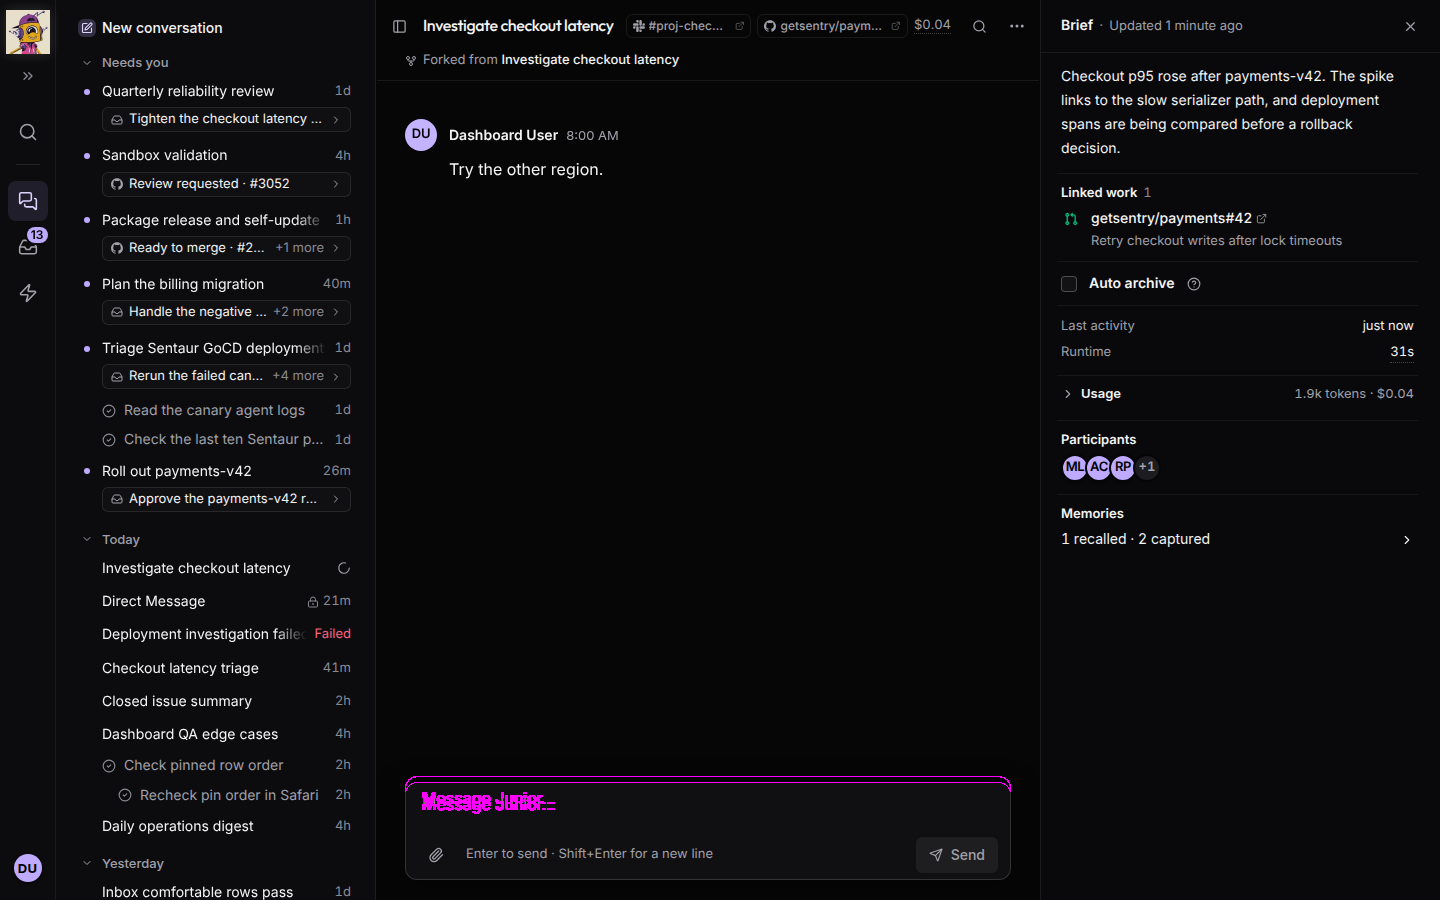 New conversation
Needs you
Quarterly reliability review 1d
Tighten the checkout latency ...
Sandbox validation 4h
Review requested · #3052
Package release and self-update 1h
Ready to merge · #2... +1 more
Plan the billing migration 40m
Handle the negative ... +2 more
Triage Sentaur GoCD deployment 1d
Rerun the failed can... +4 more
Read the canary agent logs 1d
Check the last ten Sentaur p... 1d
Roll out payments-v42 26m
Approve the payments-v42 r...
Today
Investigate checkout latency
Direct Message 21m
Deployment investigation failed Failed
Checkout latency triage 41m
Closed issue summary 2h
Dashboard QA edge cases 4h
Check pinned row order 2h
Recheck pin order in Safari 2h
Daily operations digest 4h
Yesterday
Inbox comfortable rows pass 1d
13
DU
Investigate checkout latency #proj-chec... getsentry/paym... $0.04
Forked from Investigate checkout latency
DU Dashboard User 8:00 AM
Try the other region.
Message Junior...
Enter to send · Shift+Enter for a new line Send
Brief · Updated 1 minute ago
Checkout p95 rose after payments-v42. The spike
links to the slow serializer path, and deployment
spans are being compared before a rollback
decision.
Linked work 1
getsentry/payments#42
Retry checkout writes after lock timeouts
Auto archive
Last activity just now
Runtime 31s
Usage 1.9k tokens · $0.04
Participants
ML AC RP +1
Memories
1 recalled · 2 captured